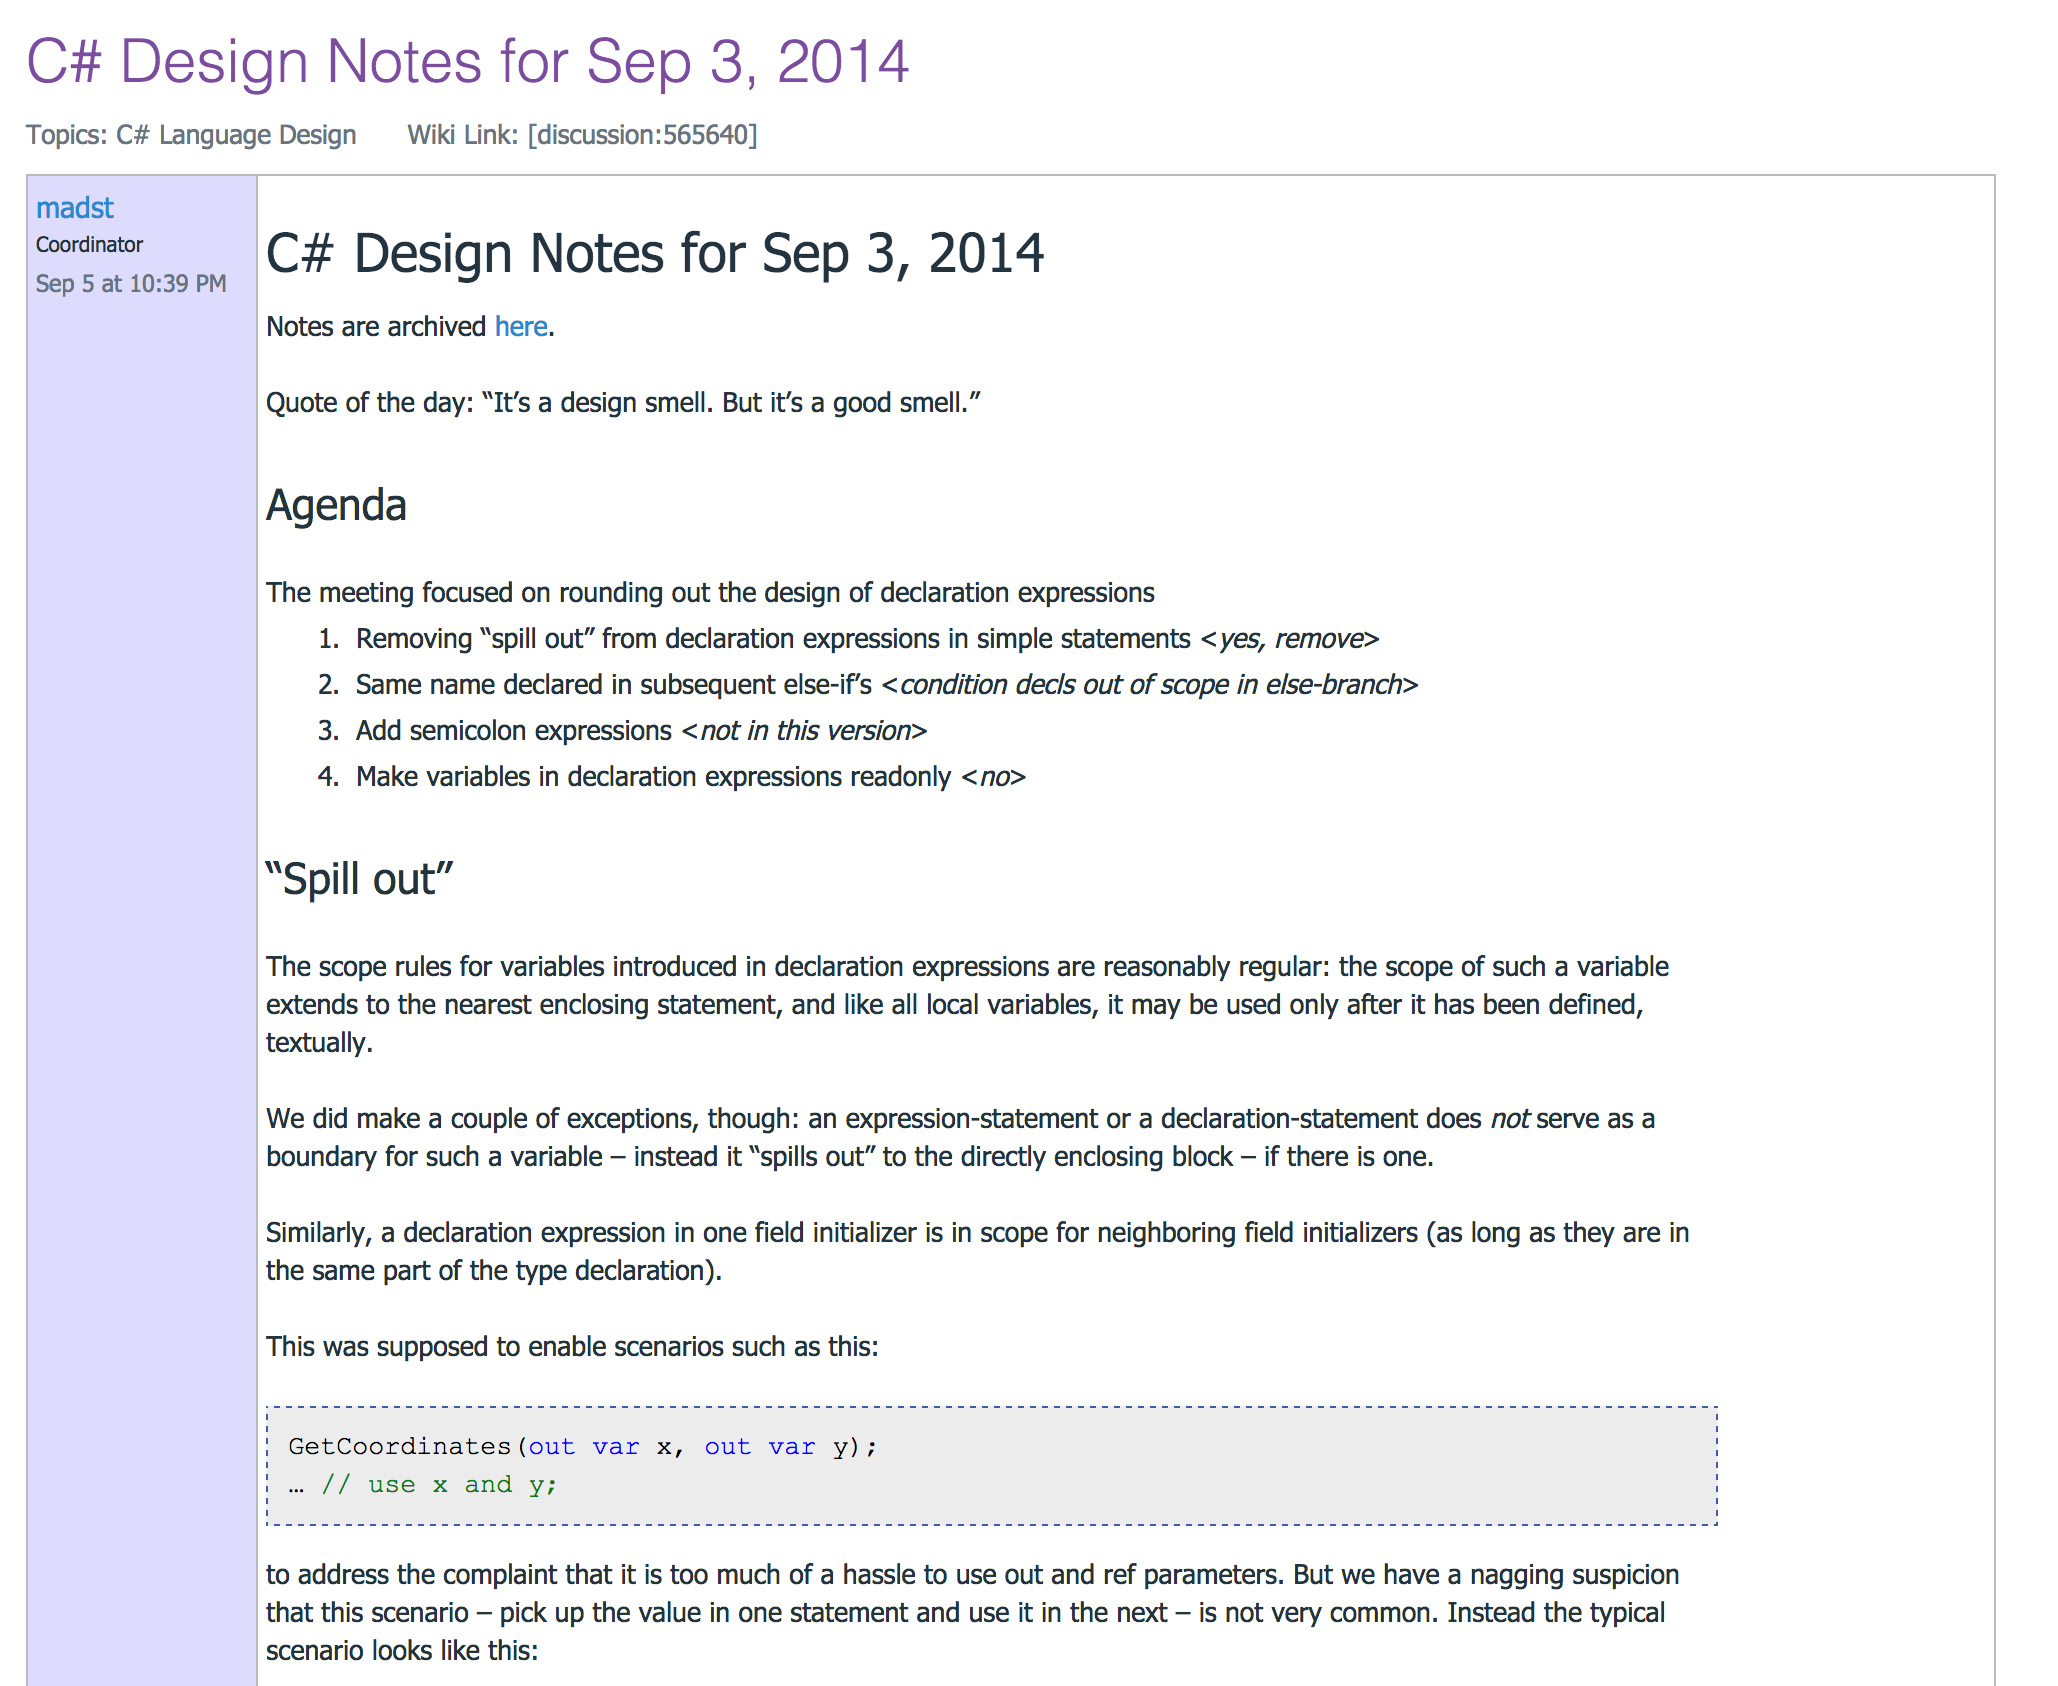 C# Design Notes for Sep 3, 2014
Topics: C# Language Design Wiki Link: [discussion:565640]
madst
Coordinator
Sep 5 at 10:39 PM
C# Design Notes for Sep 3, 2014
Notes are archived here.
Quote of the day: “It’s a design smell. But it’s a good smell.”
Agenda
The meeting focused on rounding out the design of declaration expressions
1. Removing “spill out” from declaration expressions in simple statements <yes, remove>
2. Same name declared in subsequent else-if’s <condition decls out of scope in else-branch>
3. Add semicolon expressions <not in this version>
4. Make variables in declaration expressions readonly <no>
“Spill out”
The scope rules for variables introduced in declaration expressions are reasonably regular: the scope of such a variable
extends to the nearest enclosing statement, and like all local variables, it may be used only after it has been defined,
textually.
We did make a couple of exceptions, though: an expression-statement or a declaration-statement does not serve as a
boundary for such a variable – instead it “spills out” to the directly enclosing block – if there is one.
Similarly, a declaration expression in one field initializer is in scope for neighboring field initializers (as long as they are in
the same part of the type declaration).
This was supposed to enable scenarios such as this:
GetCoordinates(out var x, out var y);
… // use x and y;
to address the complaint that it is too much of a hassle to use out and ref parameters. But we have a nagging suspicion
that this scenario – pick up the value in one statement and use it in the next – is not very common. Instead the typical
scenario looks like this: